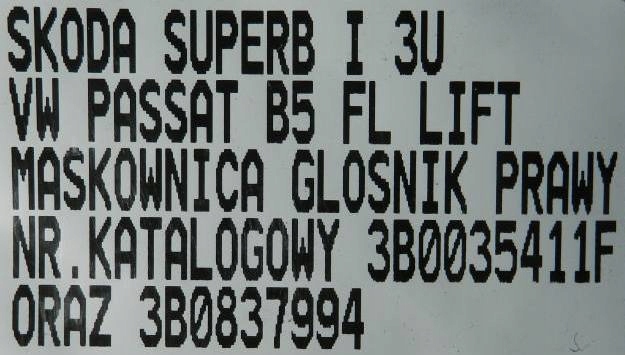 SKODA SUPERB I 3U
VW PASSAT B5 FL LIFT
MASKOWNICA GLOSNIK PRAWY
NR.KATALOGOWY 3B0035411F
ORAZ 3B0837994